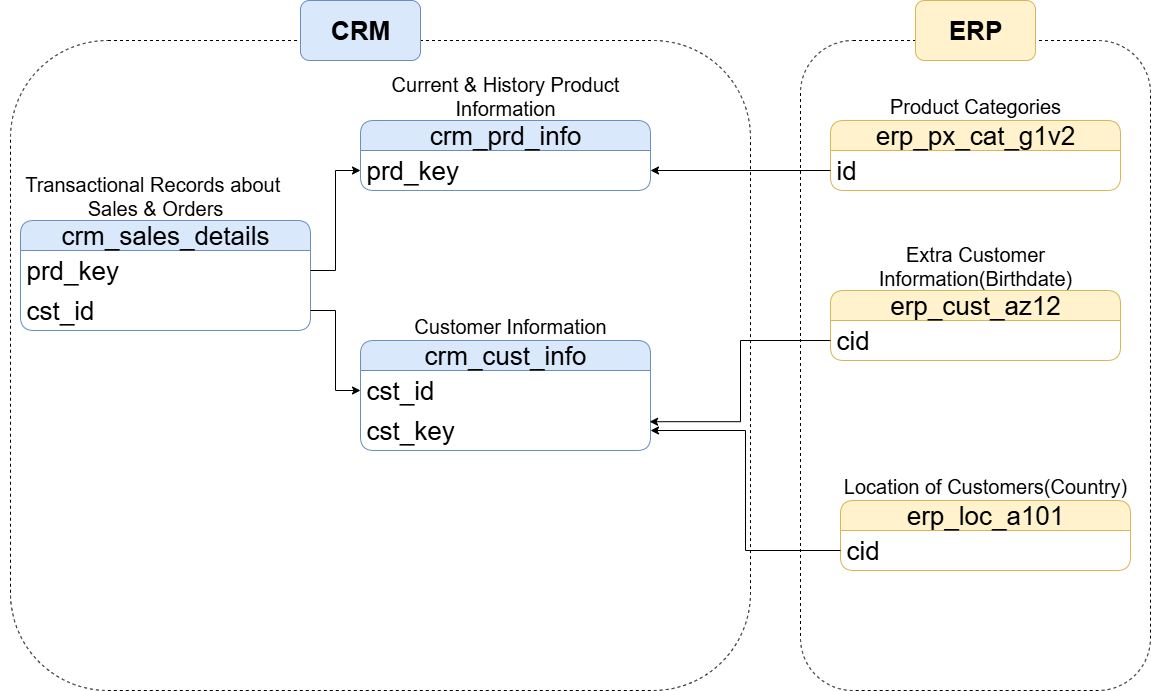 CRM
Current & History Product
Information
crm_prd_info
prd_key
Transactional Records about
Sales & Orders
crm_sales_details
prd_key
cst_id
Customer Information
crm_cust_info
cst_id
cst_key
ERP
Product Categories
erp_px_cat_g1v2
id
Extra Customer
Information(Birthdate)
erp_cust_az12
cid
Location of Customers(Country)
erp_loc_a101
cid